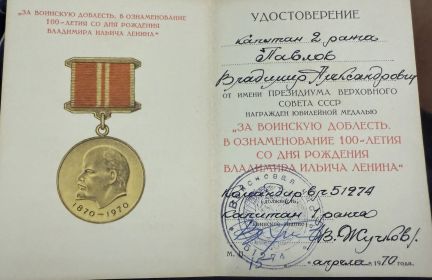 "ЗА ВОИНСКУЮ ДОБЛЕСТЬ. В ОЗНАМЕНОВАНИЕ
100-ЛЕТИЯ СО ДНЯ РОЖДЕНИЯ
ВЛАДИМИРА ИЛЬИЧА ЛЕНИНА"
1870-1970
УДОСТОВЕРЕНИЕ
капитан 2 ранга
Павлов
Владимир Александрович
ОТ ИМЕНИ ПРЕЗИДИУМА ВЕРХОВНОГО
СОВЕТА СССР
НАГРАЖДЕН ЮБИЛЕЙНОЙ МЕДАЛЬЮ
"ЗА ВОИНСКУЮ ДОБЛЕСТЬ.
В ОЗНАМЕНОВАНИЕ 100-ЛЕТИЯ
СО ДНЯ РОЖДЕНИЯ
ВЛАДИМИРА ИЛЬИЧА ЛЕНИНА"
Командир в/ч 51274
капитан 1 ранга
В. Жучков
М. П.
апреля 1970 года.